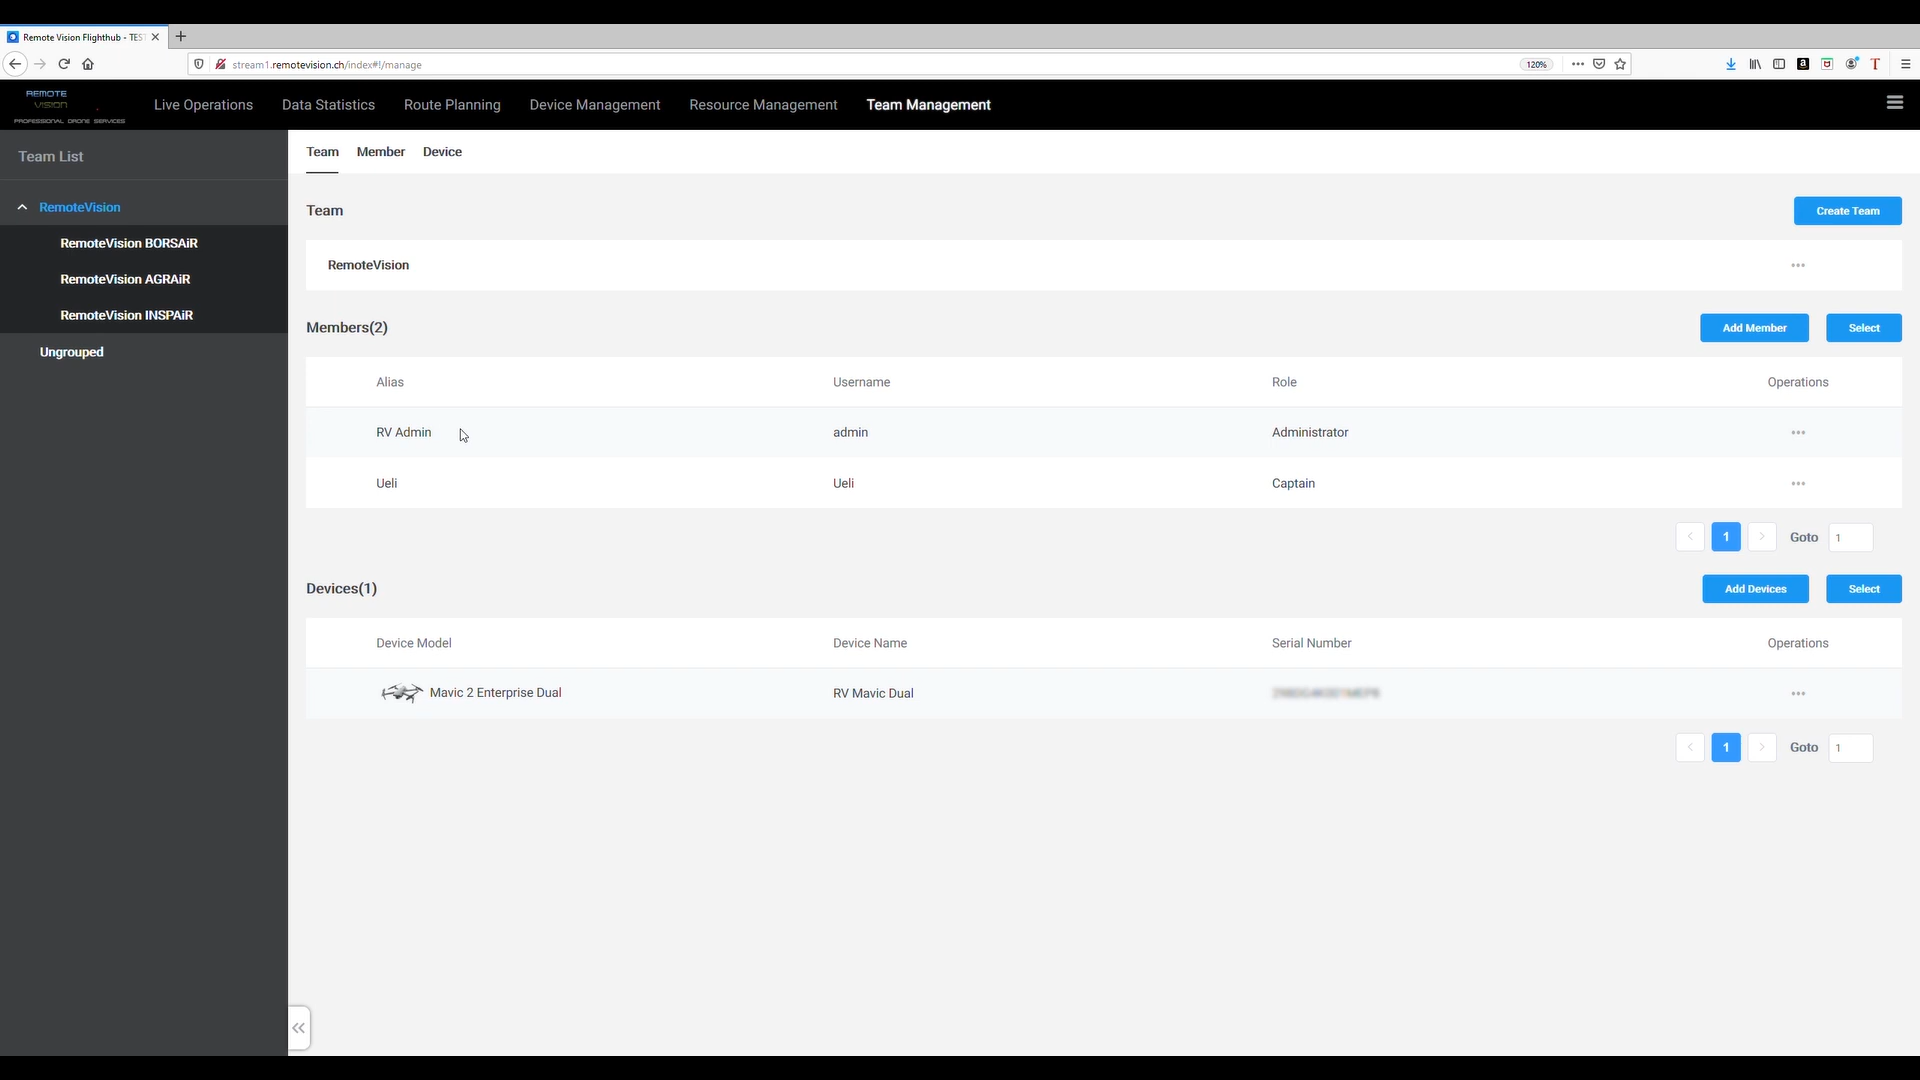 Remote Vision Flighthub - TES
stream1.remotevision.ch/index#!/manage
120%
REMOTE
VISION
PROFESSIONAL DRONE SERVICES
Live Operations
Data Statistics
Route Planning
Device Management
Resource Management
Team Management
Team List
RemoteVision
RemoteVision BORSAiR
RemoteVision AGRAiR
RemoteVision INSPAiR
Ungrouped
Team Member Device
Team
Create Team
RemoteVision
Members(2)
Add Member
Select
Alias Username Role Operations
RV Admin admin Administrator
Ueli Ueli Captain
1 Goto 1
Devices(1)
Add Devices
Select
Device Model Device Name Serial Number Operations
Mavic 2 Enterprise Dual RV Mavic Dual
1 Goto 1